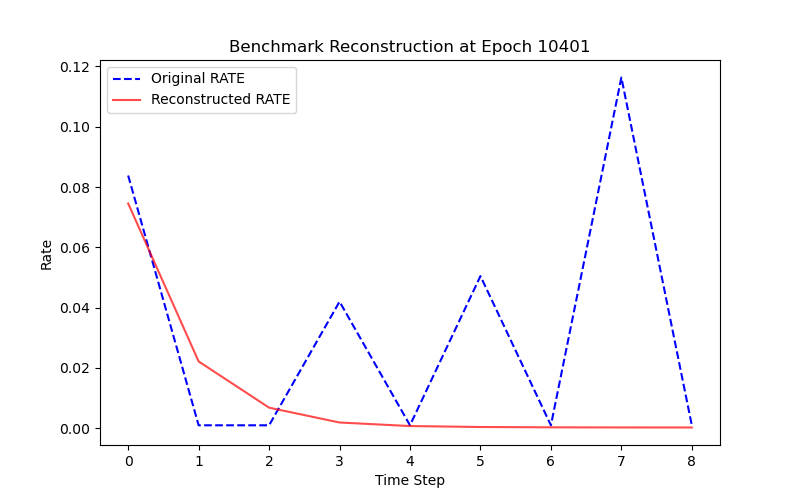 Benchmark Reconstruction at Epoch 10401
Original RATE
Reconstructed RATE
0.12
0.10
0.08
0.06
0.04
0.02
0.00
Rate
0 1 2 3 4 5 6 7 8
Time Step